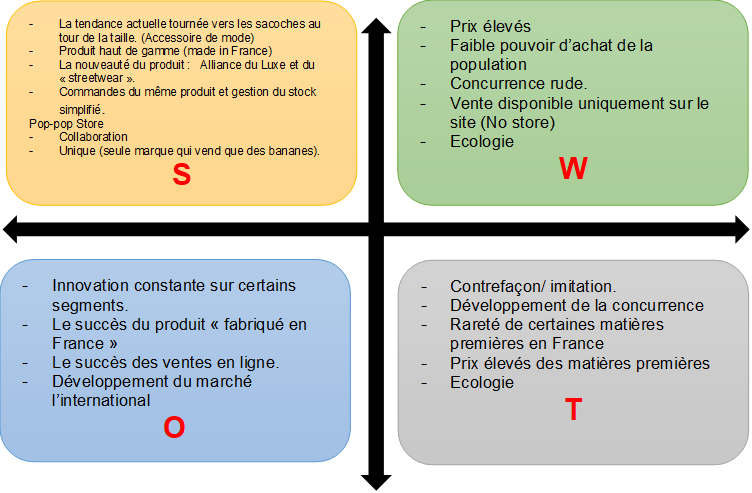 - La tendance actuelle tournée vers les sacoches au
tour de la taille. (Accessoire de mode)
- Produit haut de gamme (made in France)
- La nouveauté du produit : Alliance du Luxe et du
« streetwear ».
- Commandes du même produit et gestion du stock
simplifié.
Pop-pop Store
- Collaboration
- Unique (seule marque qui vend que des bananes).
S
- Prix élevés
- Faible pouvoir d’achat de la
population
- Concurrence rude.
- Vente disponible uniquement sur le
site (No store)
- Ecologie
W
- Innovation constante sur certains
segments.
- Le succès du produit « fabriqué en
France »
- Le succès des ventes en ligne.
- Développement du marché
l’international
O
- Contrefaçon/ imitation.
- Développement de la concurrence
- Rareté de certaines matières
premières en France
- Prix élevés des matières premières
- Ecologie
T